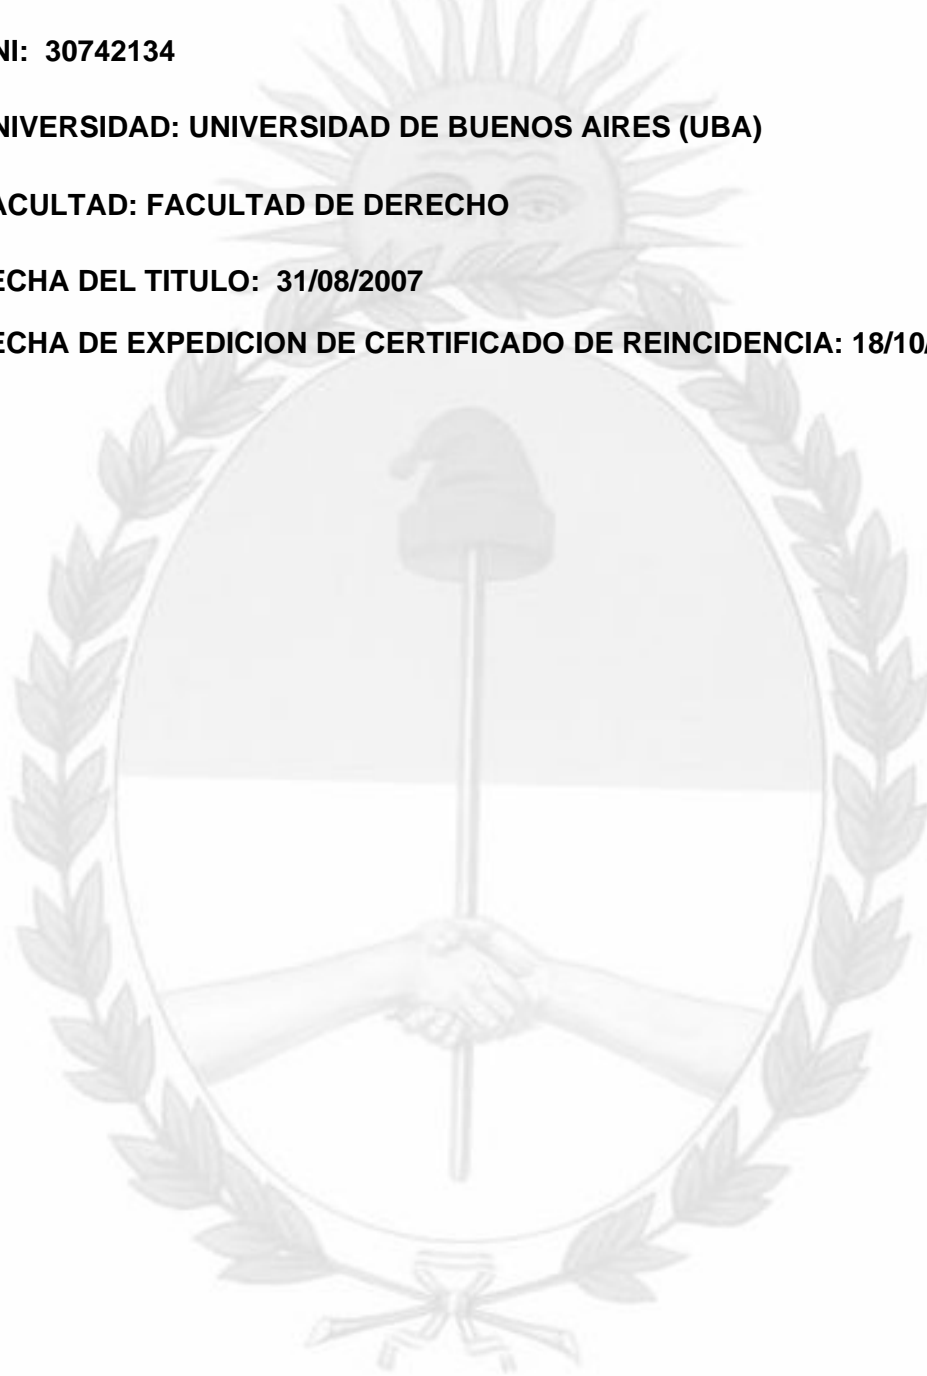 NI: 30742134
NIVERSIDAD: UNIVERSIDAD DE BUENOS AIRES (UBA)
ACULTAD: FACULTAD DE DERECHO
ECHA DEL TITULO: 31/08/2007
ECHA DE EXPEDICION DE CERTIFICADO DE REINCIDENCIA: 18/10/